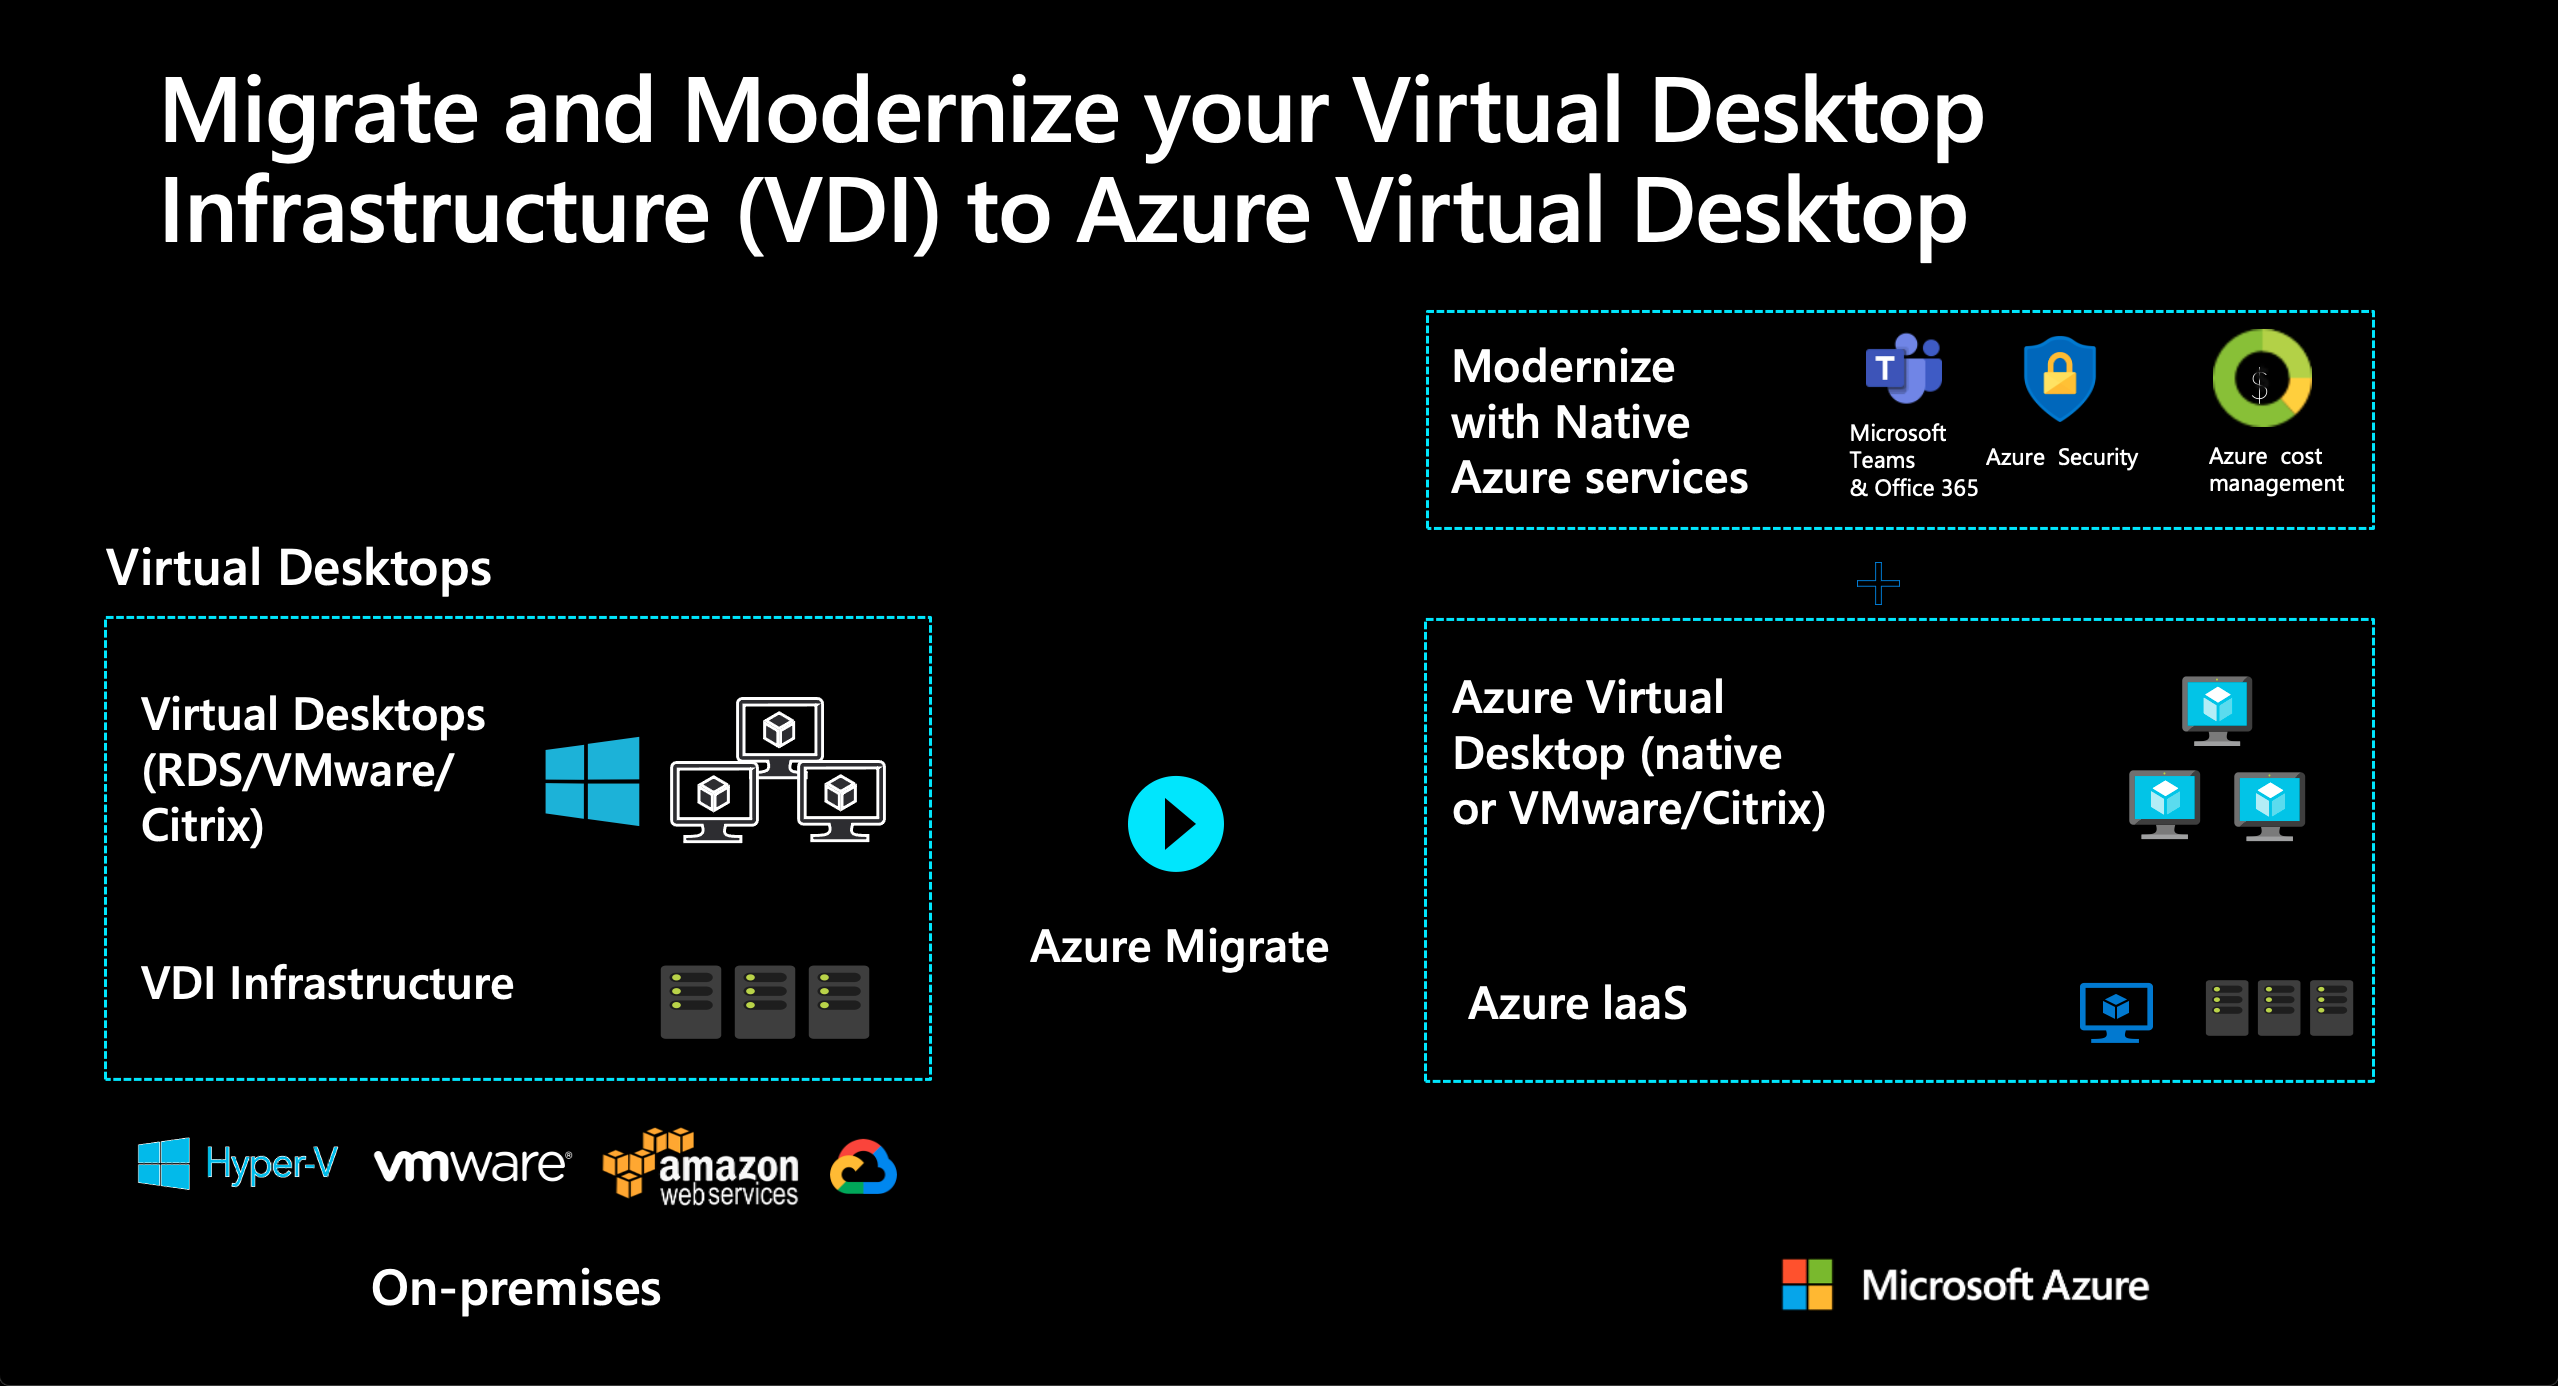 Migrate and Modernize your Virtual Desktop
Infrastructure (VDI) to Azure Virtual Desktop
Modernize
with Native
Azure services
T
Microsoft
Teams
& Office 365
Azure Security
$
Azure cost
management
Virtual Desktops
Virtual Desktops
(RDS/VMware/
Citrix)
VDI Infrastructure
Azure Migrate
Azure Virtual
Desktop (native
or VMware/Citrix)
Azure IaaS
Hyper-V
vmware®
amazon
web services
On-premises
Microsoft Azure